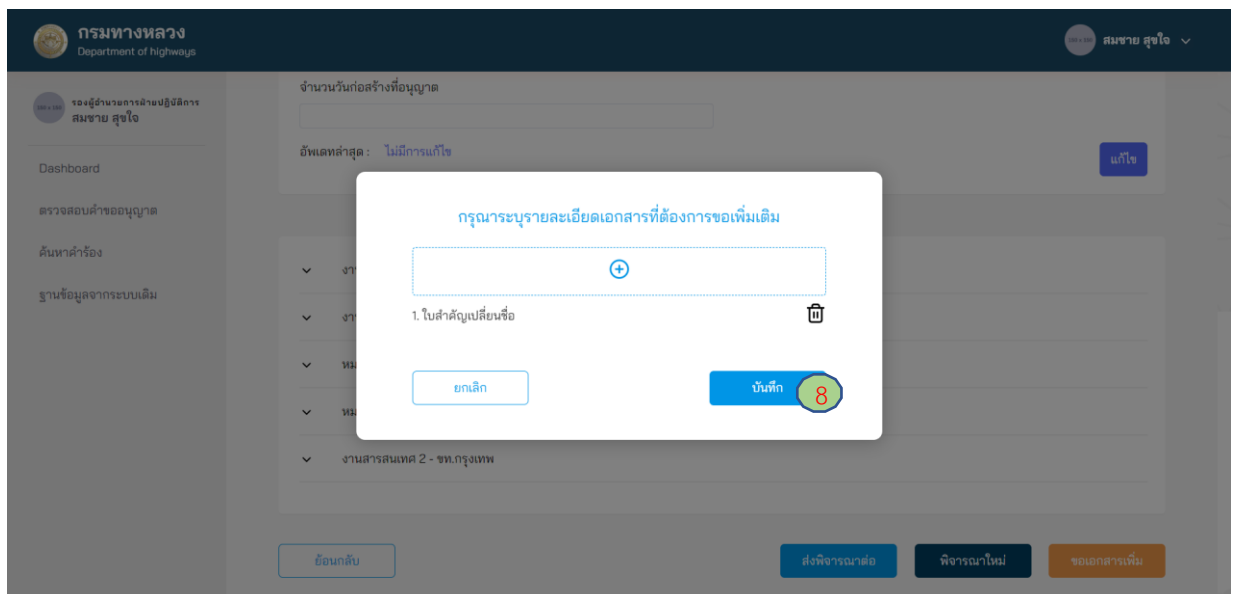 กรมทางหลวง
Department of highways
สมชาย สุขใจ
รองผู้อำนวยการฝ่ายปฏิบัติการ
สมชาย สุขใจ
Dashboard
ตรวจสอบคำขออนุญาต
ค้นหาคำร้อง
ฐานข้อมูลจากระบบเดิม
จำนวนวันก่อสร้างที่อนุญาต
อัพเดทล่าสุด : ไม่มีการแก้ไข
แก้ไข
กรุณาระบุรายละเอียดเอกสารที่ต้องการขอเพิ่มเติม
1. ใบสำคัญเปลี่ยนชื่อ
ยกเลิก
บันทึก
8
งานสารสนเทศ 2 - ขท.กรุงเทพ
ย้อนกลับ
ส่งพิจารณาต่อ
พิจารณาใหม่
ขอเอกสารเพิ่ม